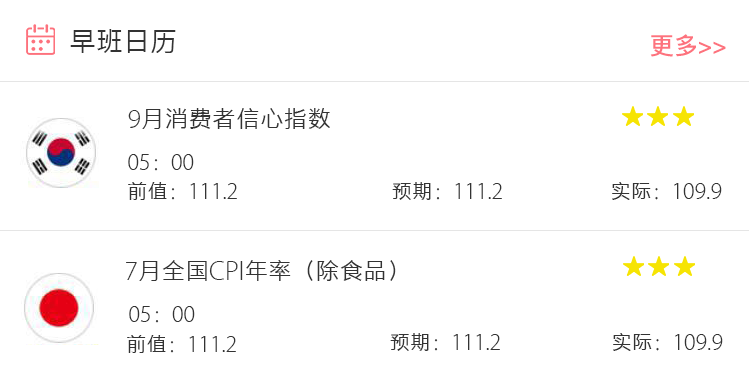 早班日历
更多>>
9月消费者信心指数
05：00
前值：111.2 预期：111.2 实际：109.9
7月全国CPI年率（除食品）
05：00
前值：111.2 预期：111.2 实际：109.9